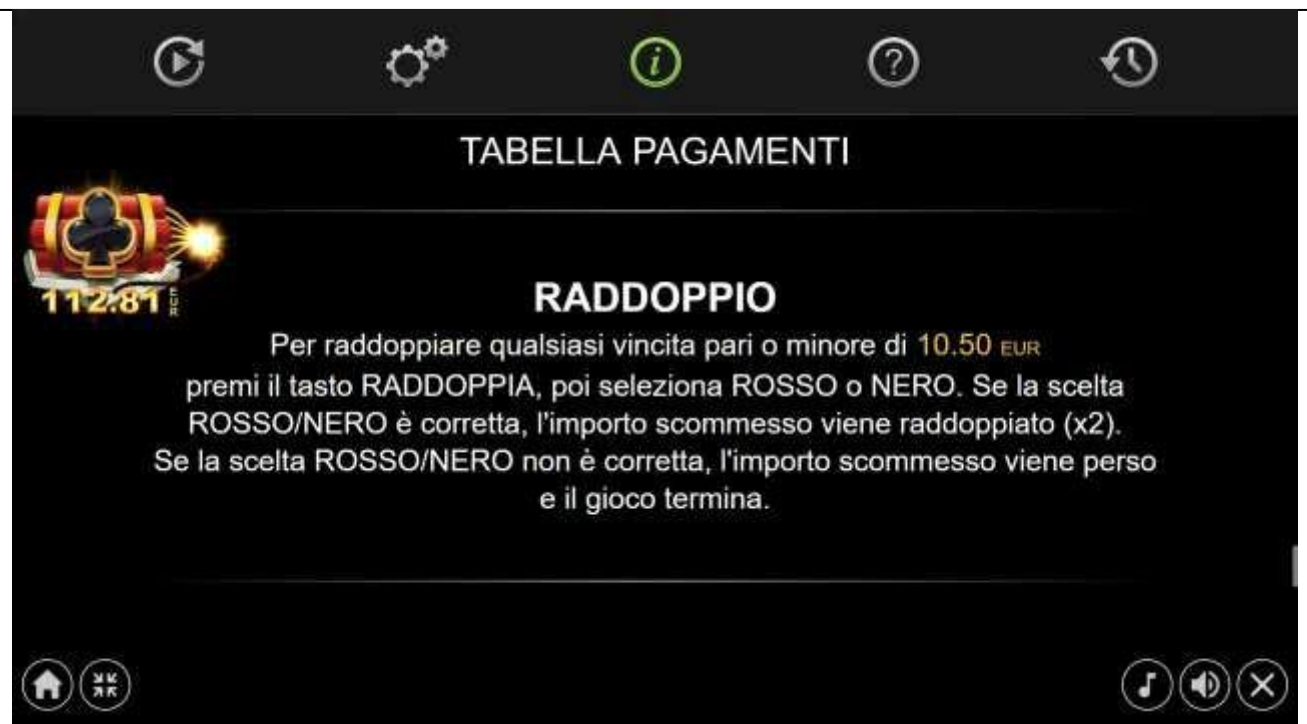 TABELLA PAGAMENTI
112.81 EUR
RADDOPPIO
Per raddoppiare qualsiasi vincita pari o minore di 10.50 EUR
premi il tasto RADDOPPIA, poi seleziona ROSSO o NERO. Se la scelta
ROSSO/NERO è corretta, l'importo scommesso viene raddoppiato (x2).
Se la scelta ROSSO/NERO non è corretta, l'importo scommesso viene perso
e il gioco termina.